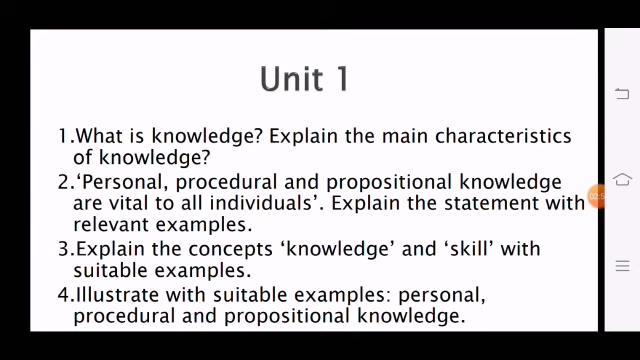 Unit 1
1.What is knowledge? Explain the main characteristics
of knowledge?
2.‘Personal, procedural and propositional knowledge
are vital to all individuals’. Explain the statement with
relevant examples.
3.Explain the concepts ‘knowledge’ and ‘skill’ with
suitable examples.
4.Illustrate with suitable examples: personal,
procedural and propositional knowledge.